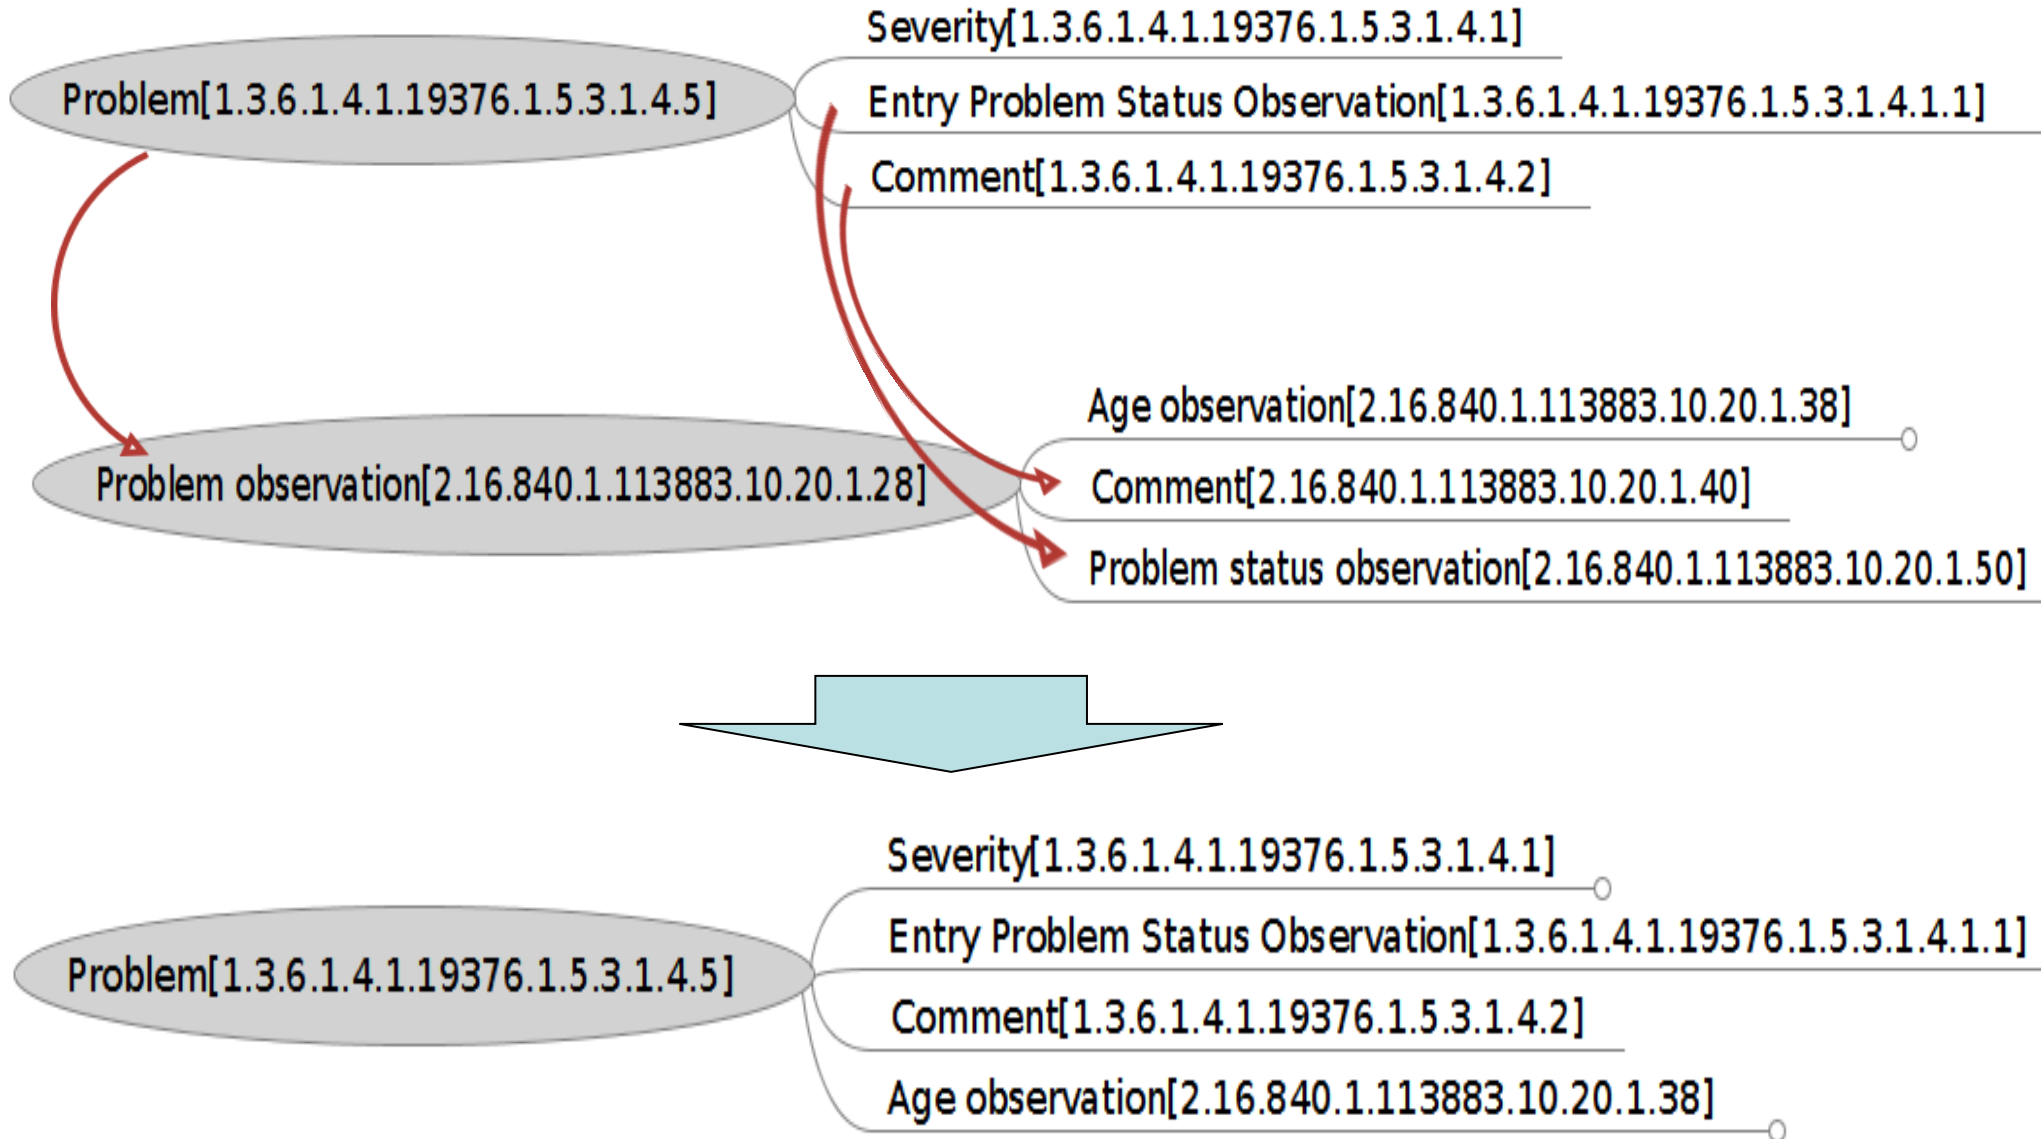 Severity[1.3.6.1.4.1.19376.1.5.3.1.4.1]
Problem[1.3.6.1.4.1.19376.1.5.3.1.4.5]
Entry Problem Status Observation[1.3.6.1.4.1.19376.1.5.3.1.4.1.1]
Comment[1.3.6.1.4.1.19376.1.5.3.1.4.2]
Age observation[2.16.840.1.113883.10.20.1.38]
Problem observation[2.16.840.1.113883.10.20.1.28]
Comment[2.16.840.1.113883.10.20.1.40]
Problem status observation[2.16.840.1.113883.10.20.1.50]
Severity[1.3.6.1.4.1.19376.1.5.3.1.4.1]
Entry Problem Status Observation[1.3.6.1.4.1.19376.1.5.3.1.4.1.1]
Problem[1.3.6.1.4.1.19376.1.5.3.1.4.5]
Comment[1.3.6.1.4.1.19376.1.5.3.1.4.2]
Age observation[2.16.840.1.113883.10.20.1.38]